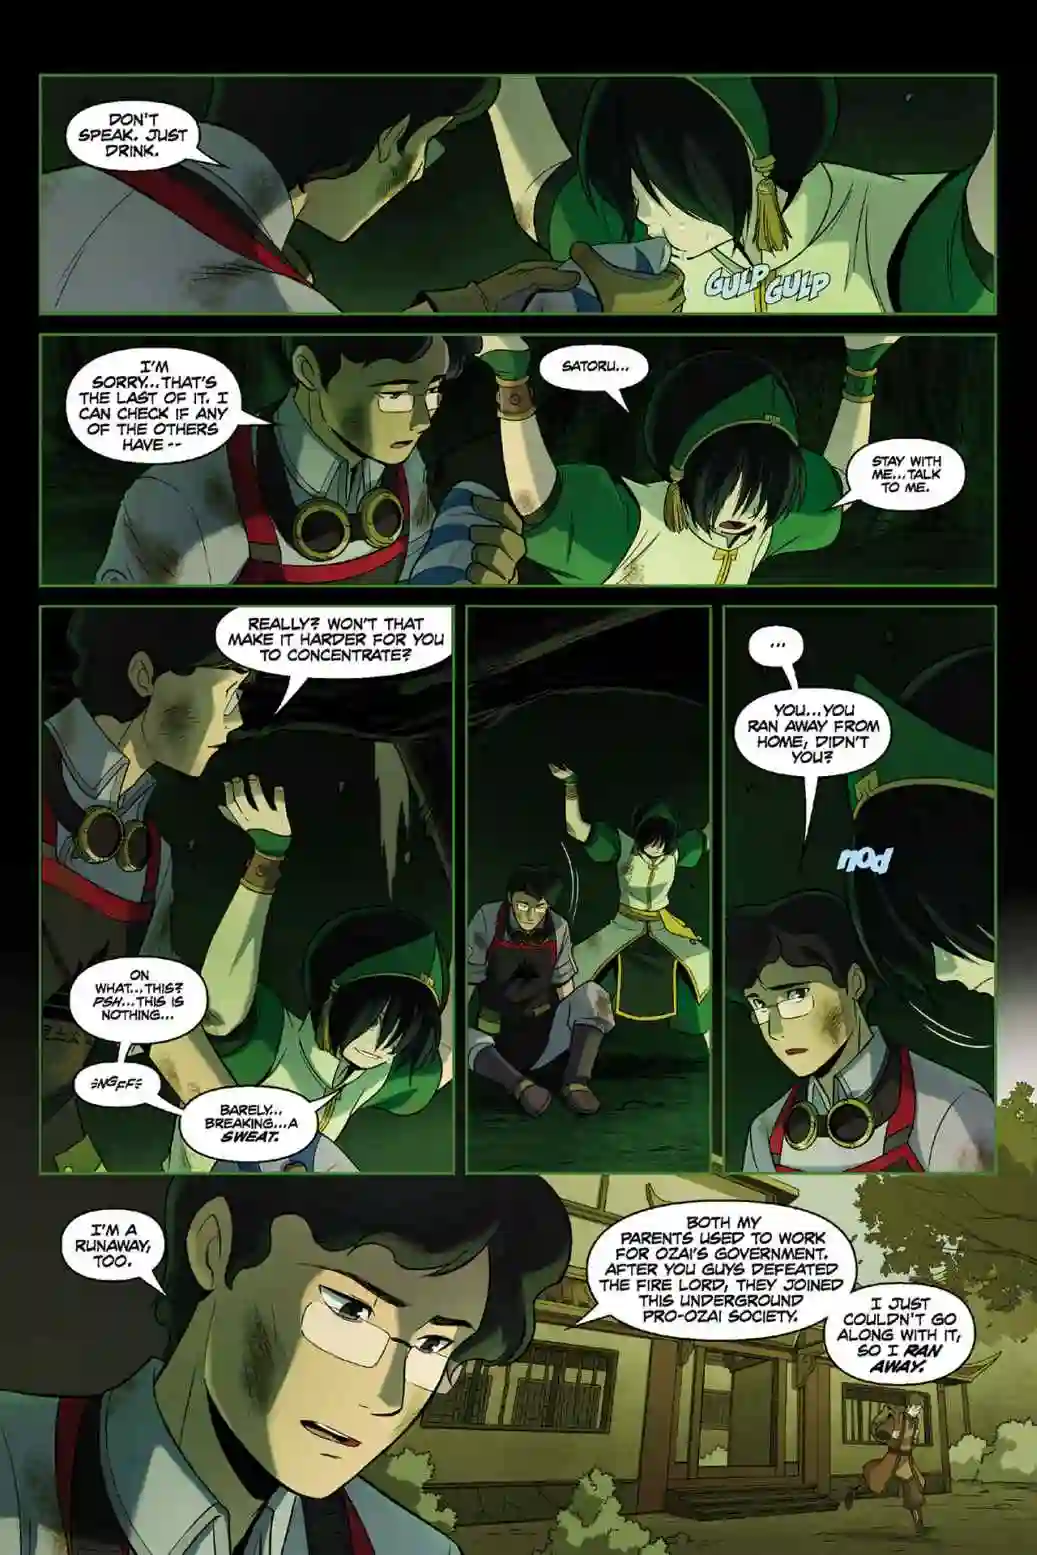 DON'T
SPEAK. JUST
DRINK.
GULP
GULP
I'M
SORRY...THAT'S
THE LAST OF IT. I
CAN CHECK IF ANY
OF THE OTHERS
HAVE --
SATORU...
STAY WITH
ME...TALK
TO ME.
REALLY? WON'T THAT
MAKE IT HARDER FOR YOU
TO CONCENTRATE?
ON
WHAT...THIS?
PSH...THIS IS
NOTHING...
NGFF
BARELY...
BREAKING...A
SWEAT.
...
YOU...YOU
RAN AWAY FROM
HOME, DIDN'T
YOU?
NOD
I'M A
RUNAWAY,
TOO.
BOTH MY
PARENTS USED TO WORK
FOR OZAI'S GOVERNMENT.
AFTER YOU GUYS DEFEATED
THE FIRE LORD, THEY JOINED
THIS UNDERGROUND
PRO-OZAI SOCIETY.
I JUST
COULDN'T GO
ALONG WITH IT,
SO I RAN
AWAY.